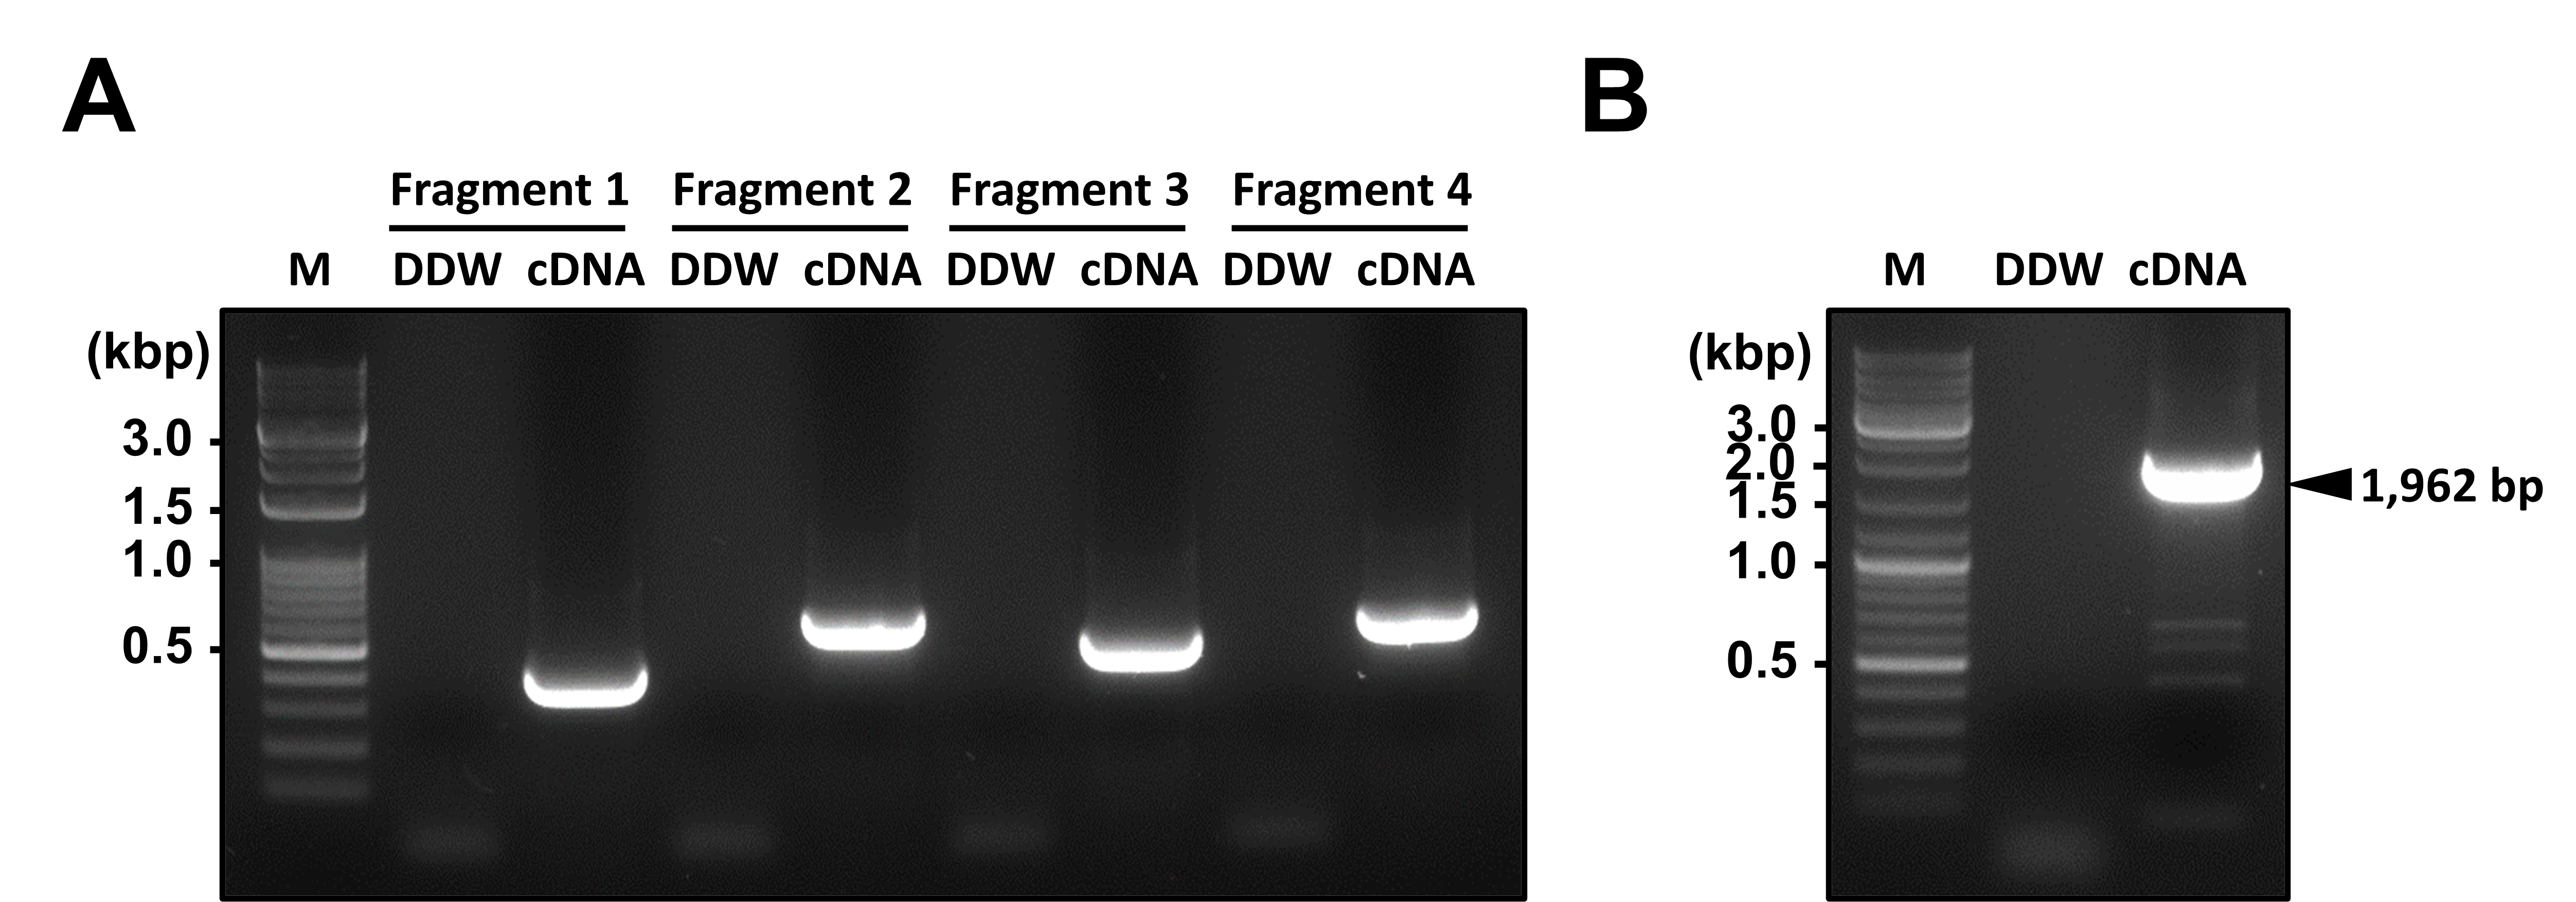 A
Fragment 1 Fragment 2 Fragment 3 Fragment 4
M DDW cDNA DDW cDNA DDW cDNA DDW cDNA
(kbp)
3.0
1.5
1.0
0.5
B
M DDW cDNA
(kbp)
3.0
2.0
1.5
1.0
0.5
1,962 bp